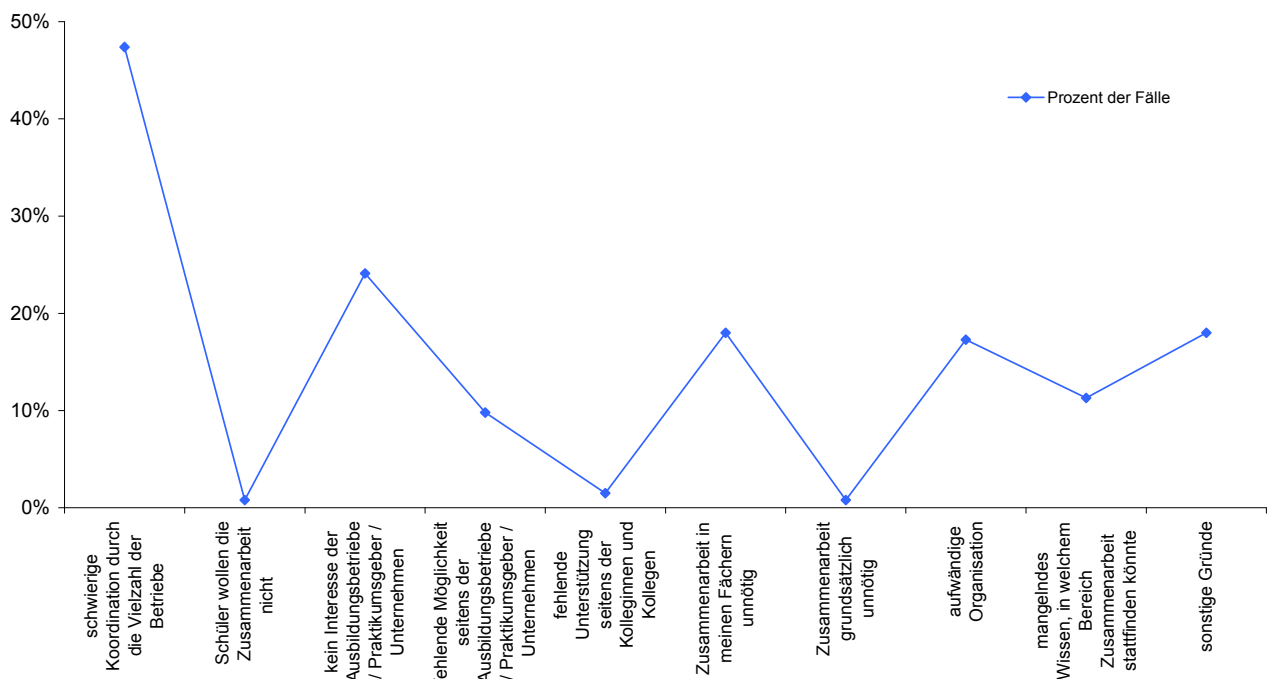 50%
40%
30%
20%
10%
0%
Prozent der Fälle
schwierige
Koordination durch
die Vielzahl der
Betriebe
Schüler wollen die
Zusammenarbeit
nicht
kein Interesse der
Ausbildungsbetriebe
/ Praktikumsgeber /
Unternehmen
ehlende Möglichkeit
seitens der
Ausbildungsbetriebe
/ Praktikumsgeber /
Unternehmen
fehlende
Unterstützung
seitens der
Kolleginnen und
Kollegen
Zusammenarbeit in
meinen Fächern
unnötig
Zusammenarbeit
grundsätzlich
unnötig
aufwändige
Organisation
mangelndes
Wissen, in welchem
Bereich
Zusammenarbeit
stattfinden könnte
sonstige Gründe